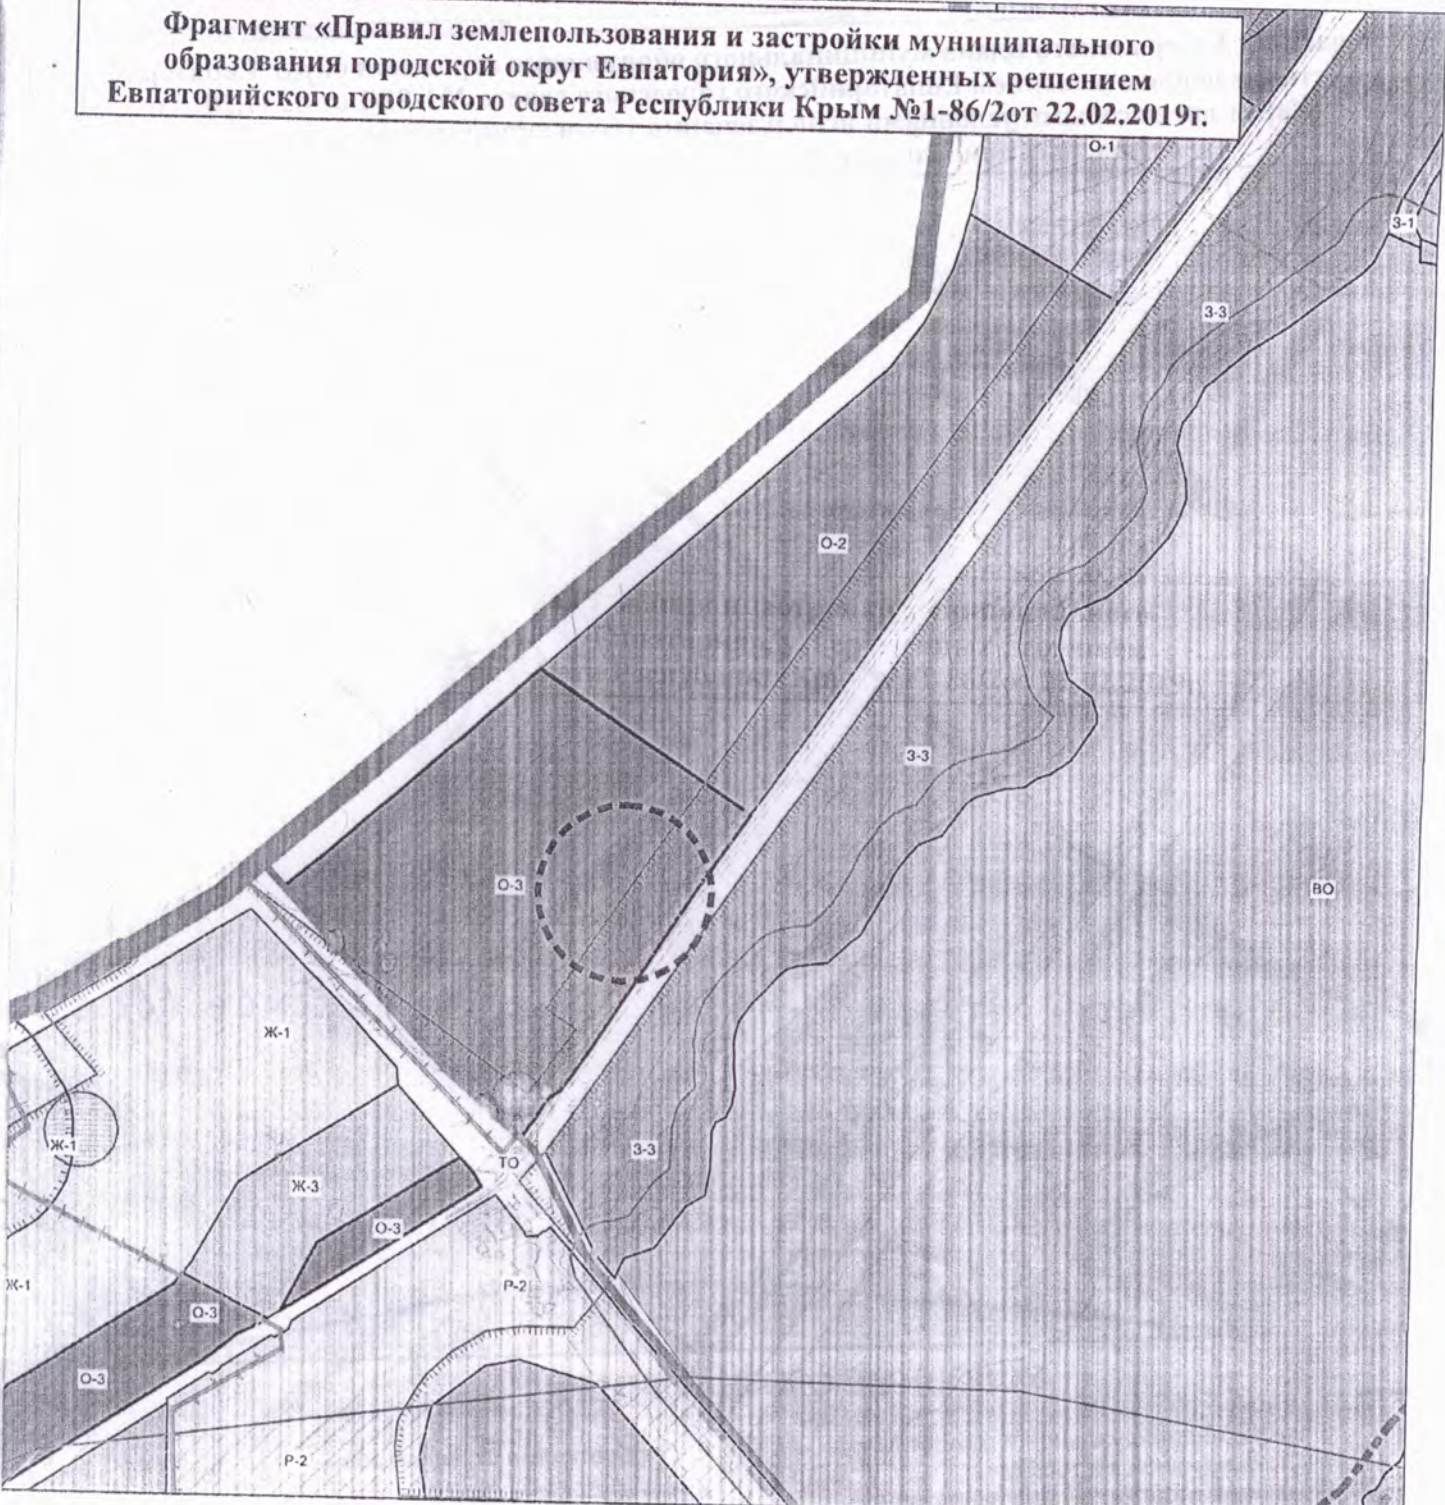 Фрагмент «Правил землепользования и застройки муниципального
образования городской округ Евпатория», утвержденных решением
Евпаторийского городского совета Республики Крым №1-86/2от 22.02.2019г.
О-1
З-1
З-3
О-2
З-3
О-3
ВО
Ж-1
Ж-1
З-3
ТО
Ж-3
О-3
Ж-1
Р-2
О-3
О-3
Р-2